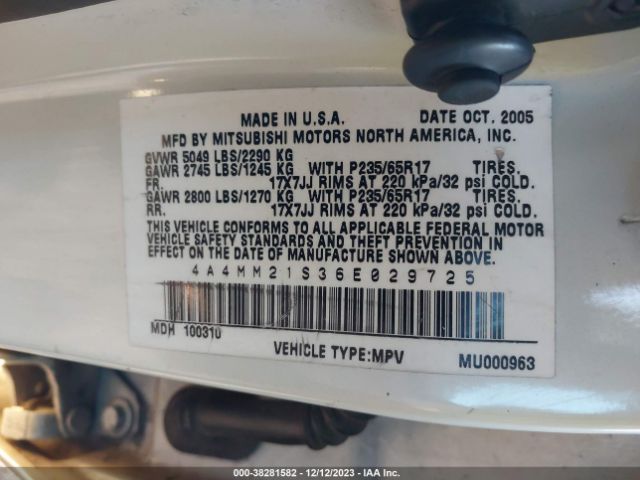 MADE IN U.S.A. DATE OCT. 2005
MFD BY MITSUBISHI MOTORS NORTH AMERICA, INC.
GVWR 5049 LBS/2290 KG
GAWR 2745 LBS/1245 KG WITH P235/65R17 TIRES.
FR. 17X7JJ RIMS AT 220 kPa/32 psi COLD.
GAWR 2800 LBS/1270 KG WITH P235/65R17 TIRES.
RR. 17X7JJ RIMS AT 220 kPa/32 psi COLD.
THIS VEHICLE CONFORMS TO ALL APPLICABLE FEDERAL MOTOR
VEHICLE SAFETY STANDARDS AND THEFT PREVENTION IN
EFFECT ON THE DATE OF MANUFACTURE SHOWN ABOVE.
4A4MM21S36E029725
MDH 100310
VEHICLE TYPE:MPV MU000963
000-38281582 - 12/12/2023 - IAA Inc.